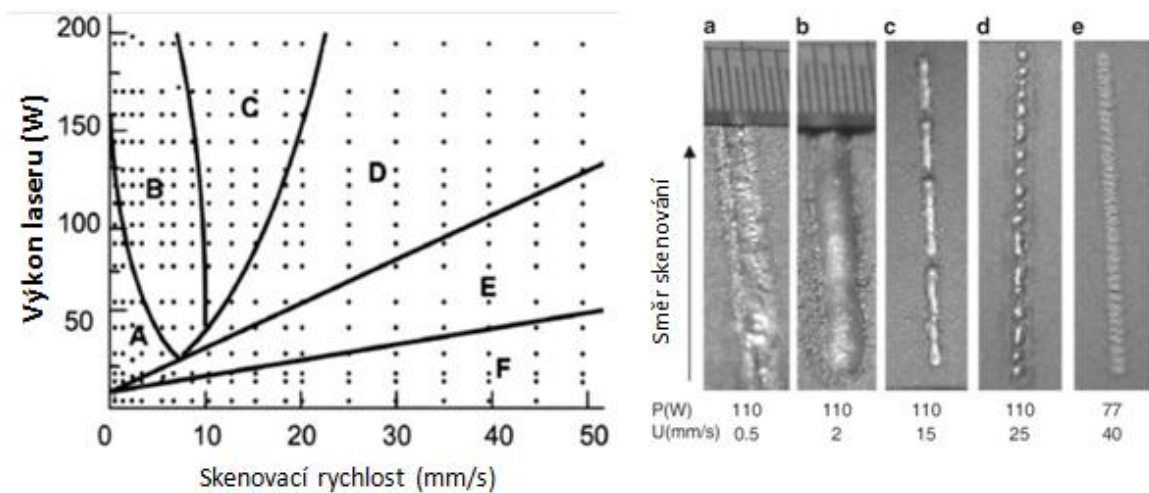 200
150
100
50
0
0 10 20 30 40 50
Výkon laseru (W)
Skenovací rychlost (mm/s)
A
B
C
D
E
F
a b c d e
Směr skenování
P(W) 110 110 110 110 77
U(mm/s) 0.5 2 15 25 40